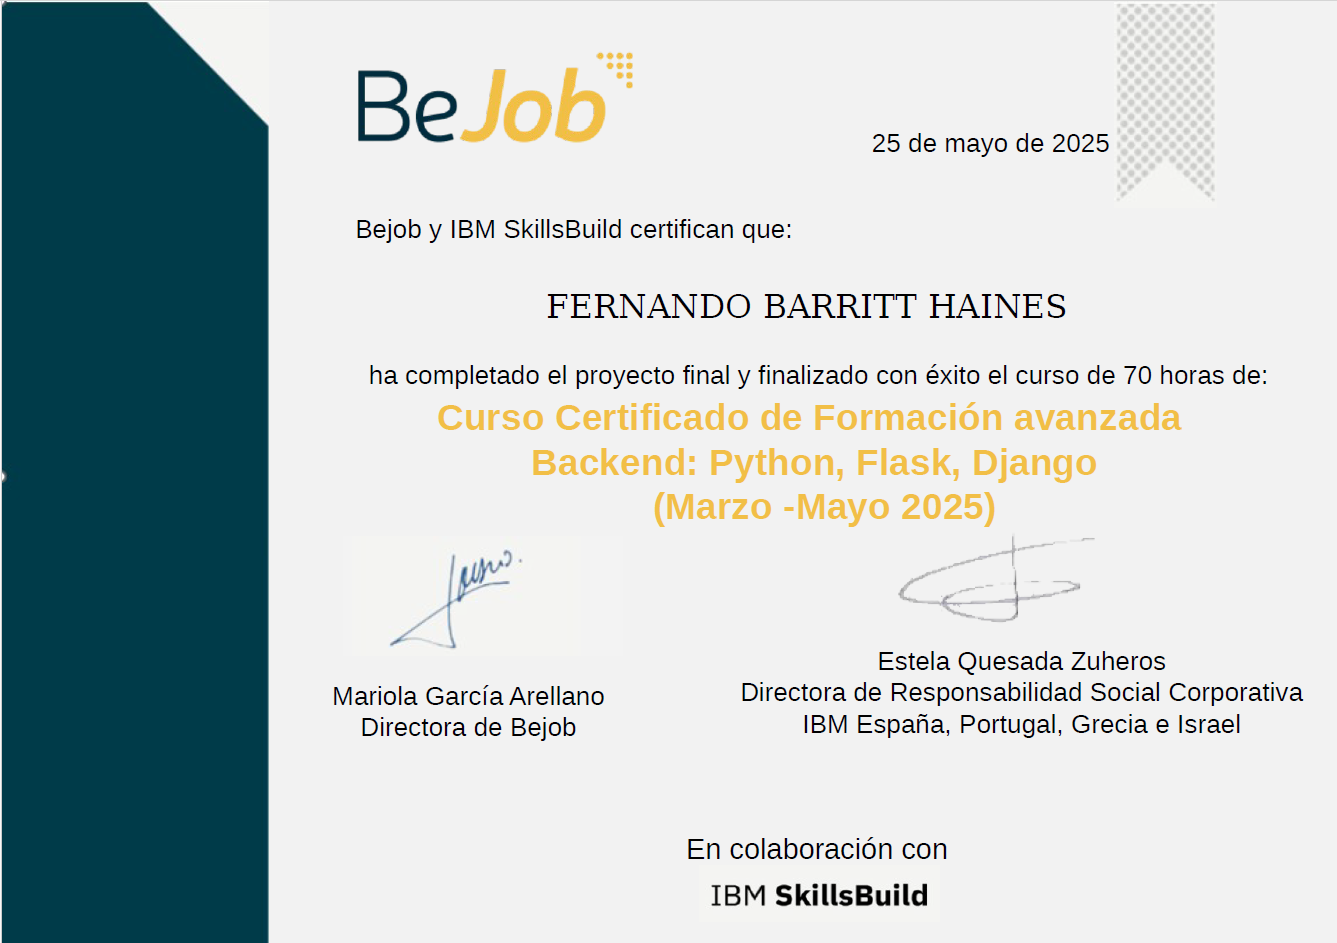 BeJob
25 de mayo de 2025
Bejob y IBM SkillsBuild certifican que:
FERNANDO BARRITT HAINES
ha completado el proyecto final y finalizado con éxito el curso de 70 horas de:
Curso Certificado de Formación avanzada
Backend: Python, Flask, Django
(Marzo -Mayo 2025)
Mariola García Arellano
Directora de Bejob
Estela Quesada Zuheros
Directora de Responsabilidad Social Corporativa
IBM España, Portugal, Grecia e Israel
En colaboración con
IBM SkillsBuild